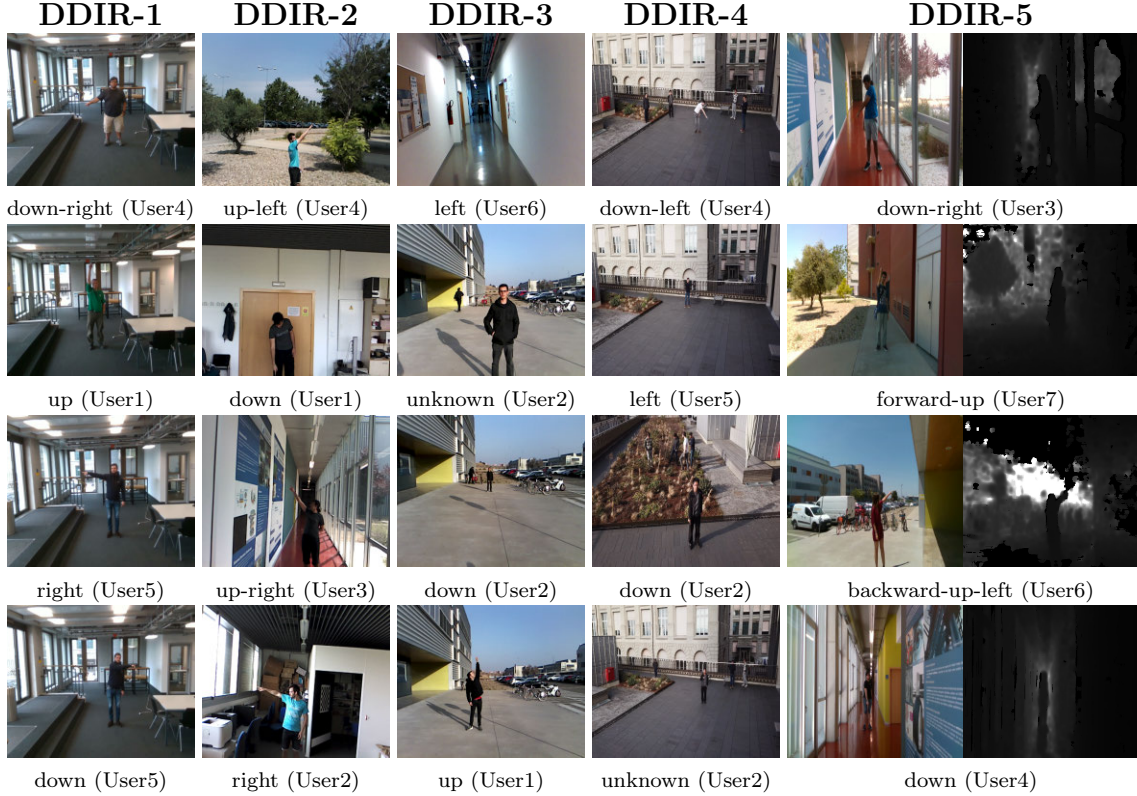 DDIR-1 DDIR-2 DDIR-3 DDIR-4 DDIR-5
down-right (User4) up-left (User4) left (User6) down-left (User4) down-right (User3)
up (User1) down (User1) unknown (User2) left (User5) forward-up (User7)
right (User5) up-right (User3) down (User2) down (User2) backward-up-left (User6)
down (User5) right (User2) up (User1) unknown (User2) down (User4)